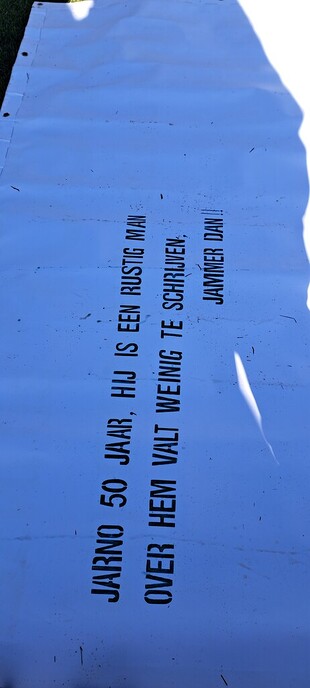 JARNO 50 JAAR, HIJ IS EEN RUSTIG MAN
OVER HEM VALT WEINIG TE SCHRIJVEN,
JAMMER DAN!!